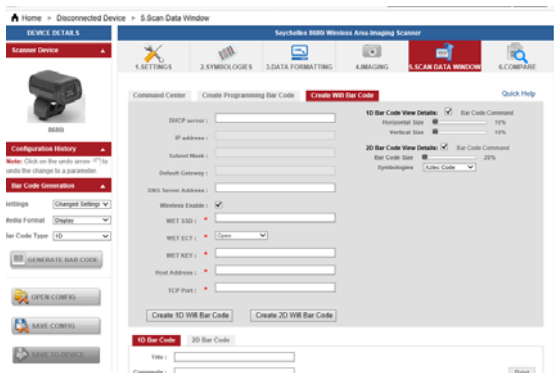 Home > Disconnected Device > 5.Scan Data Window
DEVICE DETAILS
Scanner Device
8680i
Configuration History
Note: Click on the undo arrow to
undo the change to a parameter.
Bar Code Generation
Settings Changed Settings
Media Format Display
Bar Code Type 1D
GENERATE BAR CODE
OPEN CONFIG
SAVE CONFIG
SAVE TO DEVICE
Seychelles 8680i Wireless Area-Imaging Scanner
1.SETTINGS
2.SYMBOLOGIES
3.DATA FORMATTING
4.IMAGING
5.SCAN DATA WINDOW
6.COMPARE
Command Center
Create Programming Bar Code
Create Wifi Bar Code
Quick Help
DHCP server :
IP address :
Subnet Mask :
Default Gateway :
DNS Server Address :
Wireless Enable :
WET SSD : *
WET ECT : * Open
WET KEY : *
Host Address : *
TCP Port : *
Create 1D Wifi Bar Code
Create 2D Wifi Bar Code
1D Bar Code View Details: Bar Code Command
Horizontal Size 10%
Vertical Size 10%
2D Bar Code View Details: Bar Code Command
Bar Code Size 20%
Symbologies Aztec Code
1D Bar Code
2D Bar Code
Title :
Comments :
Print